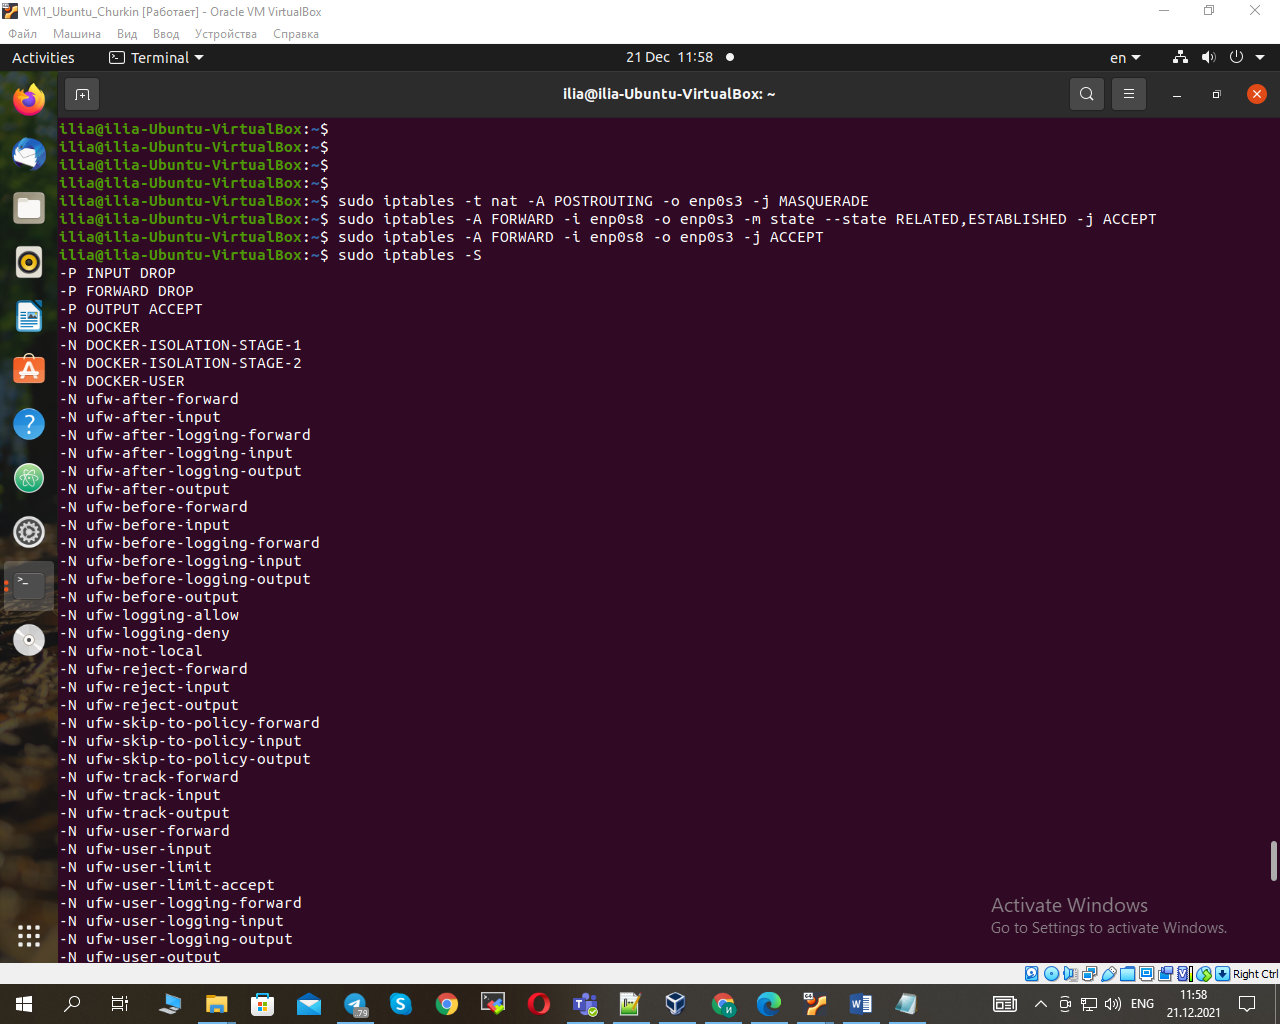 VM1_Ubuntu_Churkin [Работает] - Oracle VM VirtualBox
Файл Машина Вид Ввод Устройства Справка
Activities Terminal 21 Dec 11:58 en
ilia@ilia-Ubuntu-VirtualBox: ~
ilia@ilia-Ubuntu-VirtualBox:~$
ilia@ilia-Ubuntu-VirtualBox:~$
ilia@ilia-Ubuntu-VirtualBox:~$
ilia@ilia-Ubuntu-VirtualBox:~$
ilia@ilia-Ubuntu-VirtualBox:~$ sudo iptables -t nat -A POSTROUTING -o enp0s3 -j MASQUERADE
ilia@ilia-Ubuntu-VirtualBox:~$ sudo iptables -A FORWARD -i enp0s8 -o enp0s3 -m state --state RELATED,ESTABLISHED -j ACCEPT
ilia@ilia-Ubuntu-VirtualBox:~$ sudo iptables -A FORWARD -i enp0s8 -o enp0s3 -j ACCEPT
ilia@ilia-Ubuntu-VirtualBox:~$ sudo iptables -S
-P INPUT DROP
-P FORWARD DROP
-P OUTPUT ACCEPT
-N DOCKER
-N DOCKER-ISOLATION-STAGE-1
-N DOCKER-ISOLATION-STAGE-2
-N DOCKER-USER
-N ufw-after-forward
-N ufw-after-input
-N ufw-after-logging-forward
-N ufw-after-logging-input
-N ufw-after-logging-output
-N ufw-after-output
-N ufw-before-forward
-N ufw-before-input
-N ufw-before-logging-forward
-N ufw-before-logging-input
-N ufw-before-logging-output
-N ufw-before-output
-N ufw-logging-allow
-N ufw-logging-deny
-N ufw-not-local
-N ufw-reject-forward
-N ufw-reject-input
-N ufw-reject-output
-N ufw-skip-to-policy-forward
-N ufw-skip-to-policy-input
-N ufw-skip-to-policy-output
-N ufw-track-forward
-N ufw-track-input
-N ufw-track-output
-N ufw-user-forward
-N ufw-user-input
-N ufw-user-limit
-N ufw-user-limit-accept
-N ufw-user-logging-forward
-N ufw-user-logging-input
-N ufw-user-logging-output
-N ufw-user-output
Activate Windows
Go to Settings to activate Windows.
Right Ctrl
.79
ENG
11:58
21.12.2021